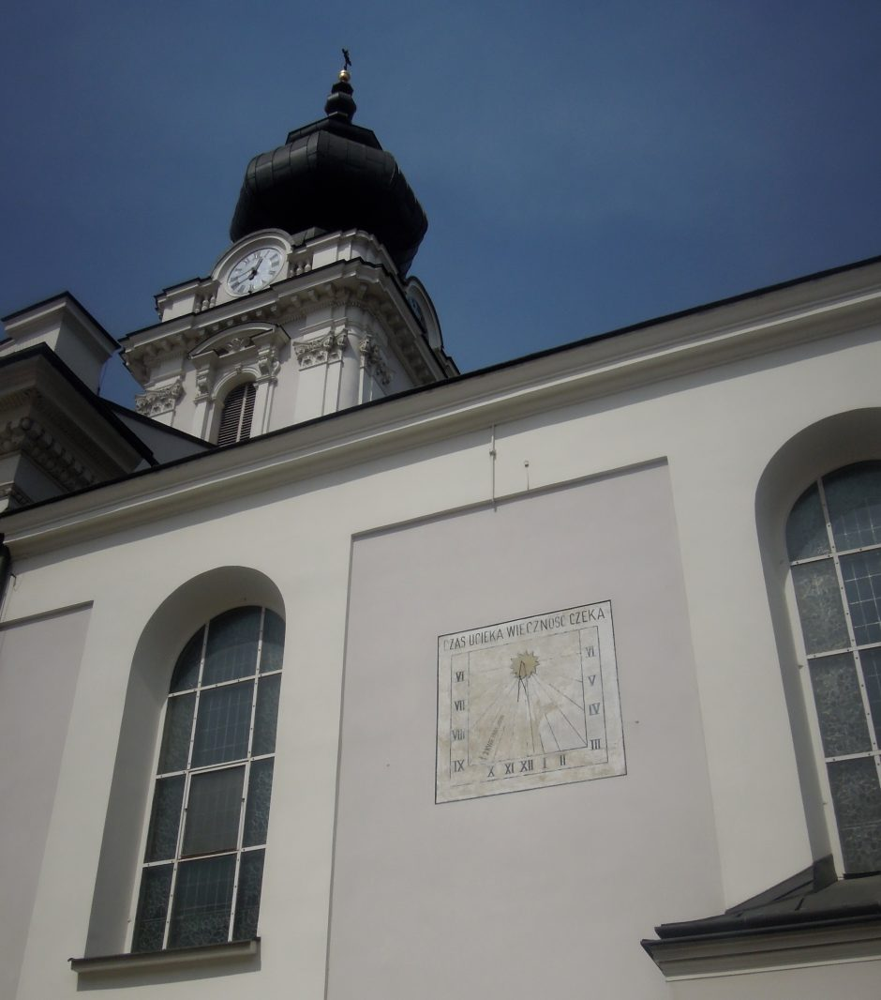 CZAS UCIEKA WIECZNOŚĆ CZEKA
VI VI
VII V
VIII IV
IX X XI XII I II III